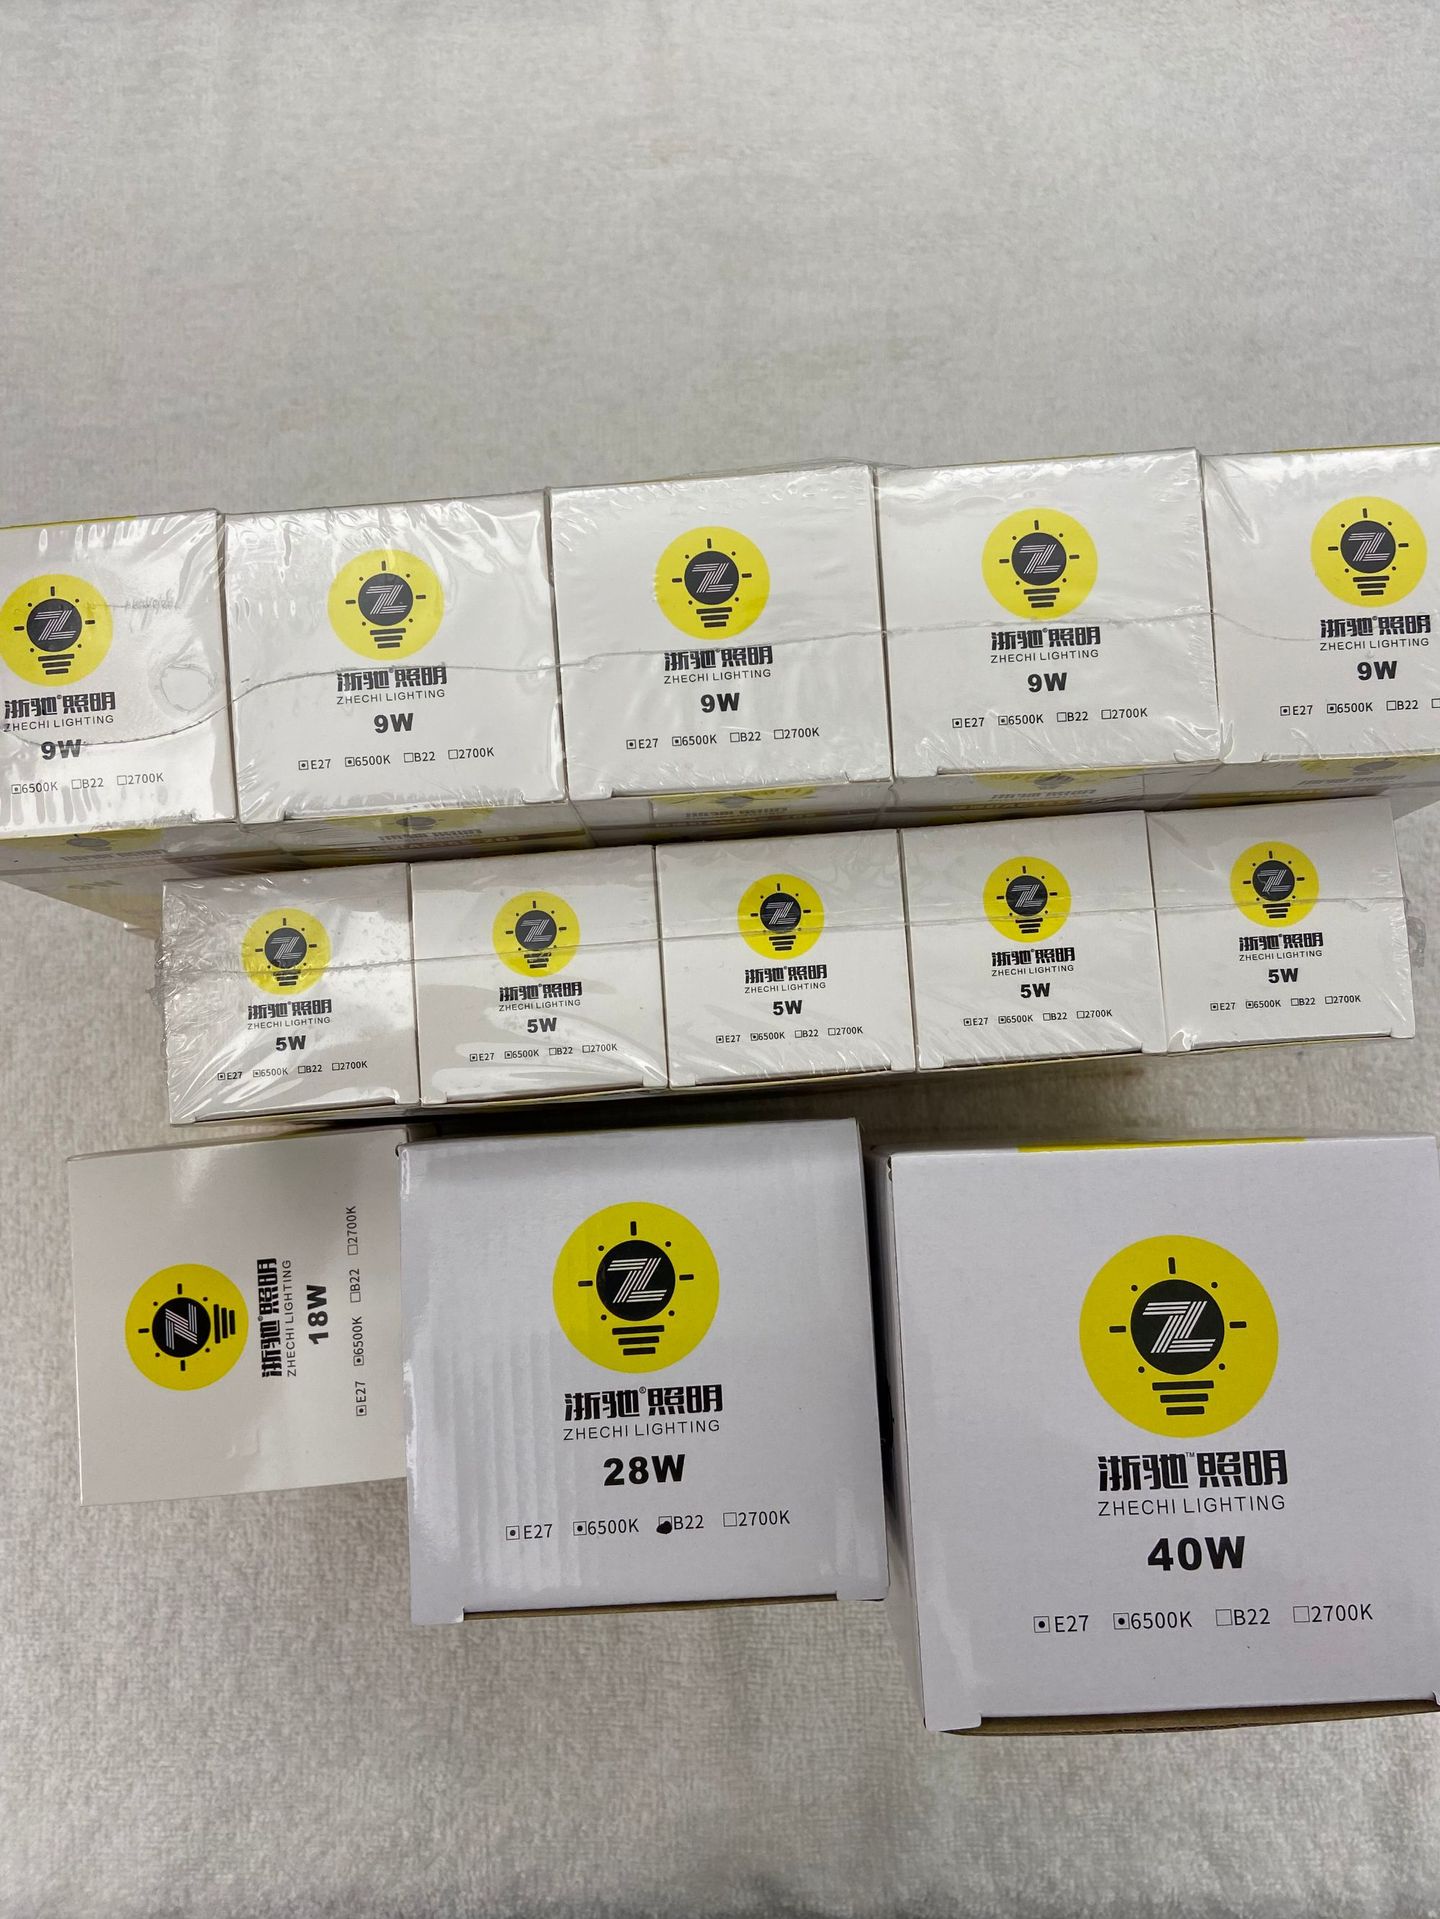 浙驰®照明
ZHECHI LIGHTING
9W
6500K B22 2700K
浙驰®照明
ZHECHI LIGHTING
9W
E27 6500K B22 2700K
浙驰®照明
ZHECHI LIGHTING
9W
E27 6500K B22 2700K
浙驰®照明
ZHECHI LIGHTING
9W
E27 6500K B22 2700K
浙驰®照明
ZHECHI LIGHTING
9W
E27 6500K B22
浙驰®照明
ZHECHI LIGHTING
5W
E27 6500K B22 2700K
浙驰®照明
ZHECHI LIGHTING
5W
E27 6500K B22 2700K
浙驰®照明
ZHECHI LIGHTING
5W
E27 6500K B22 2700K
浙驰®照明
ZHECHI LIGHTING
5W
E27 6500K B22 2700K
浙驰®照明
ZHECHI LIGHTING
5W
E27 6500K B22 2700K
浙驰®照明
ZHECHI LIGHTING
18W
E27 6500K B22 2700K
浙驰®照明
ZHECHI LIGHTING
28W
E27 6500K B22 2700K
浙驰™照明
ZHECHI LIGHTING
40W
E27 6500K B22 2700K